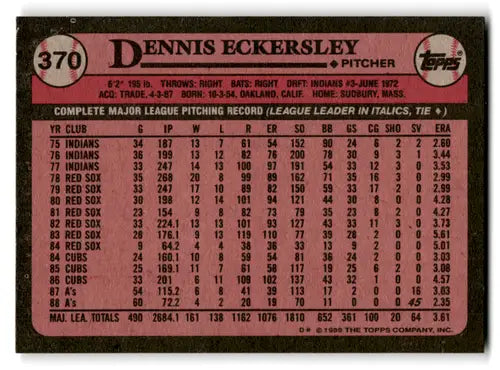 370
DENNIS ECKERSLEY
♦ PITCHER
Topps
6'2" 195 lb. THROWS: RIGHT BATS: RIGHT DRFT: INDIANS #3-JUNE 1972
ACQ: TRADE, 4-3-87 BORN: 10-3-54, OAKLAND, CALIF. HOME: SUDBURY, MASS.
COMPLETE MAJOR LEAGUE PITCHING RECORD (LEAGUE LEADER IN ITALICS, TIE ♦)
YR CLUB G IP W L R ER SO BB GS CG SHO SV ERA
75 INDIANS 34 187 13 7 61 54 152 90 24 6 2 2 2.60
76 INDIANS 36 199 13 12 82 76 200 78 30 9 3 1 3.44
77 INDIANS 33 247 14 13 100 97 191 54 33 12 3 0 3.53
78 RED SOX 35 268 20 8 99 89 162 71 35 16 3 0 2.99
79 RED SOX 33 247 17 10 89 82 150 59 33 17 2 0 2.99
80 RED SOX 30 198 12 14 101 94 121 44 30 8 0 0 4.27
81 RED SOX 23 154 9 8 82 73 79 35 23 8 2 0 4.27
82 RED SOX 33 224.1 13 13 101 93 127 43 33 11 3 0 3.73
83 RED SOX 28 176.1 9 13 119 110 77 39 28 2 0 0 5.61
84 RED SOX 9 64.2 4 4 38 36 33 13 9 2 0 0 5.01
84 CUBS 24 160.1 10 8 59 54 81 36 24 2 0 0 3.03
85 CUBS 25 169.1 11 7 61 58 117 19 25 6 2 0 3.08
86 CUBS 33 201 6 11 109 102 137 43 32 1 0 0 4.57
87 A's 54 115.2 6 8 41 39 113 17 2 0 0 16 3.03
88 A's 60 72.2 4 2 20 19 70 11 0 0 0 45 2.35
MAJ. LEA. TOTALS 490 2684.1 161 138 1162 1076 1810 652 361 100 20 64 3.61
D* © 1989 THE TOPPS COMPANY, INC.